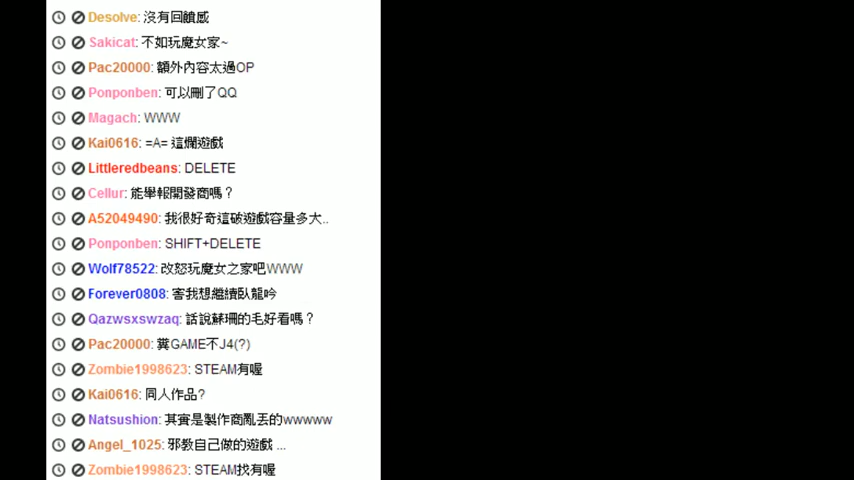 Desolve: 沒有回饋感
Sakicat: 不如玩魔女家~
Pac20000: 額外內容太過OP
Ponponben: 可以刪了QQ
Magach: WWW
Kai0616: =A= 這爛遊戲
Littleredbeans: DELETE
Cellur: 能舉報開發商嗎？
A52049490: 我很好奇這破遊戲容量多大..
Ponponben: SHIFT+DELETE
Wolf78522: 改怒玩魔女之家吧WWW
Forever0808: 害我想繼續臥龍吟
Qazwsxswzaq: 話說蘇珊的毛好看嗎？
Pac20000: 糞GAME不J4(?)
Zombie1998623: STEAM有喔
Kai0616: 同人作品?
Natsushion: 其實是製作商亂丟的wwwww
Angel_1025: 邪教自己做的遊戲 ...
Zombie1998623: STEAM找有喔